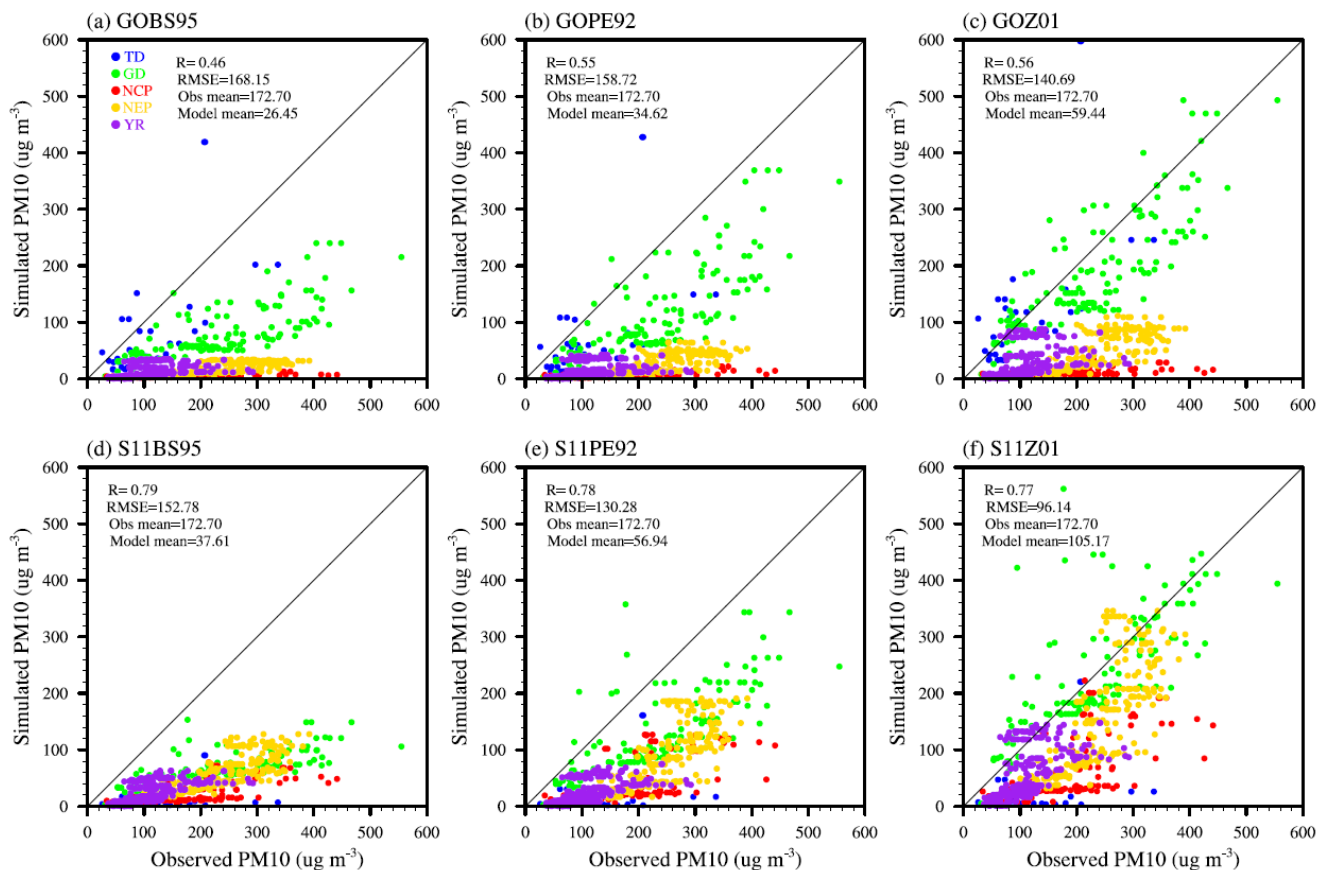 (a) GOBS95
(b) GOPE92
(c) GOZ01
Simulated PM10 (ug m⁻³)
600
500
400
300
200
100
0
TD
GD
NCP
NEP
YR
R= 0.46
RMSE=168.15
Obs mean=172.70
Model mean=26.45
0 100 200 300 400 500 600
Simulated PM10 (ug m⁻³)
600
500
400
300
200
100
0
R= 0.55
RMSE=158.72
Obs mean=172.70
Model mean=34.62
0 100 200 300 400 500 600
Simulated PM10 (ug m⁻³)
600
500
400
300
200
100
0
R= 0.56
RMSE=140.69
Obs mean=172.70
Model mean=59.44
0 100 200 300 400 500 600
(d) S11BS95
(e) S11PE92
(f) S11Z01
Simulated PM10 (ug m⁻³)
600
500
400
300
200
100
0
R= 0.79
RMSE=152.78
Obs mean=172.70
Model mean=37.61
0 100 200 300 400 500 600
Observed PM10 (ug m⁻³)
Simulated PM10 (ug m⁻³)
600
500
400
300
200
100
0
R= 0.78
RMSE=130.28
Obs mean=172.70
Model mean=56.94
0 100 200 300 400 500 600
Observed PM10 (ug m⁻³)
Simulated PM10 (ug m⁻³)
600
500
400
300
200
100
0
R= 0.77
RMSE=96.14
Obs mean=172.70
Model mean=105.17
0 100 200 300 400 500 600
Observed PM10 (ug m⁻³)